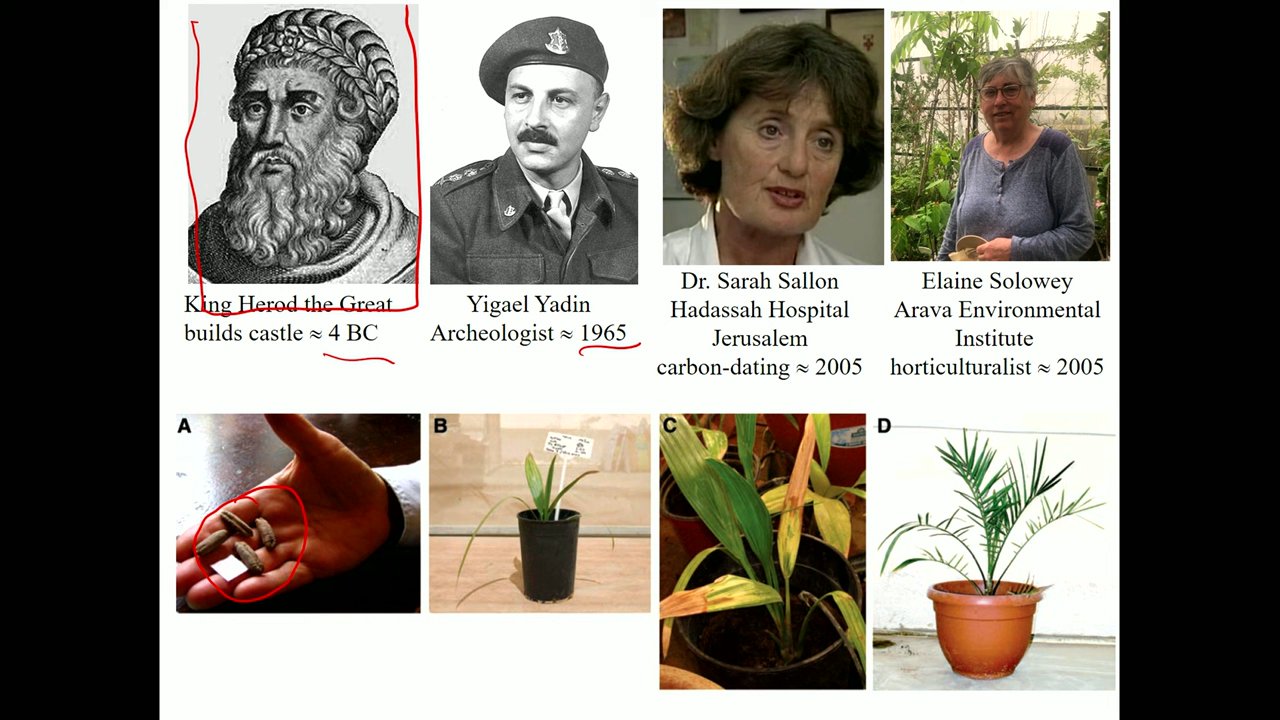 King Herod the Great
builds castle ≈ 4 BC
Yigael Yadin
Archeologist ≈ 1965
Dr. Sarah Sallon
Hadassah Hospital
Jerusalem
carbon-dating ≈ 2005
Elaine Solowey
Arava Environmental
Institute
horticulturalist ≈ 2005
A
B
C
D